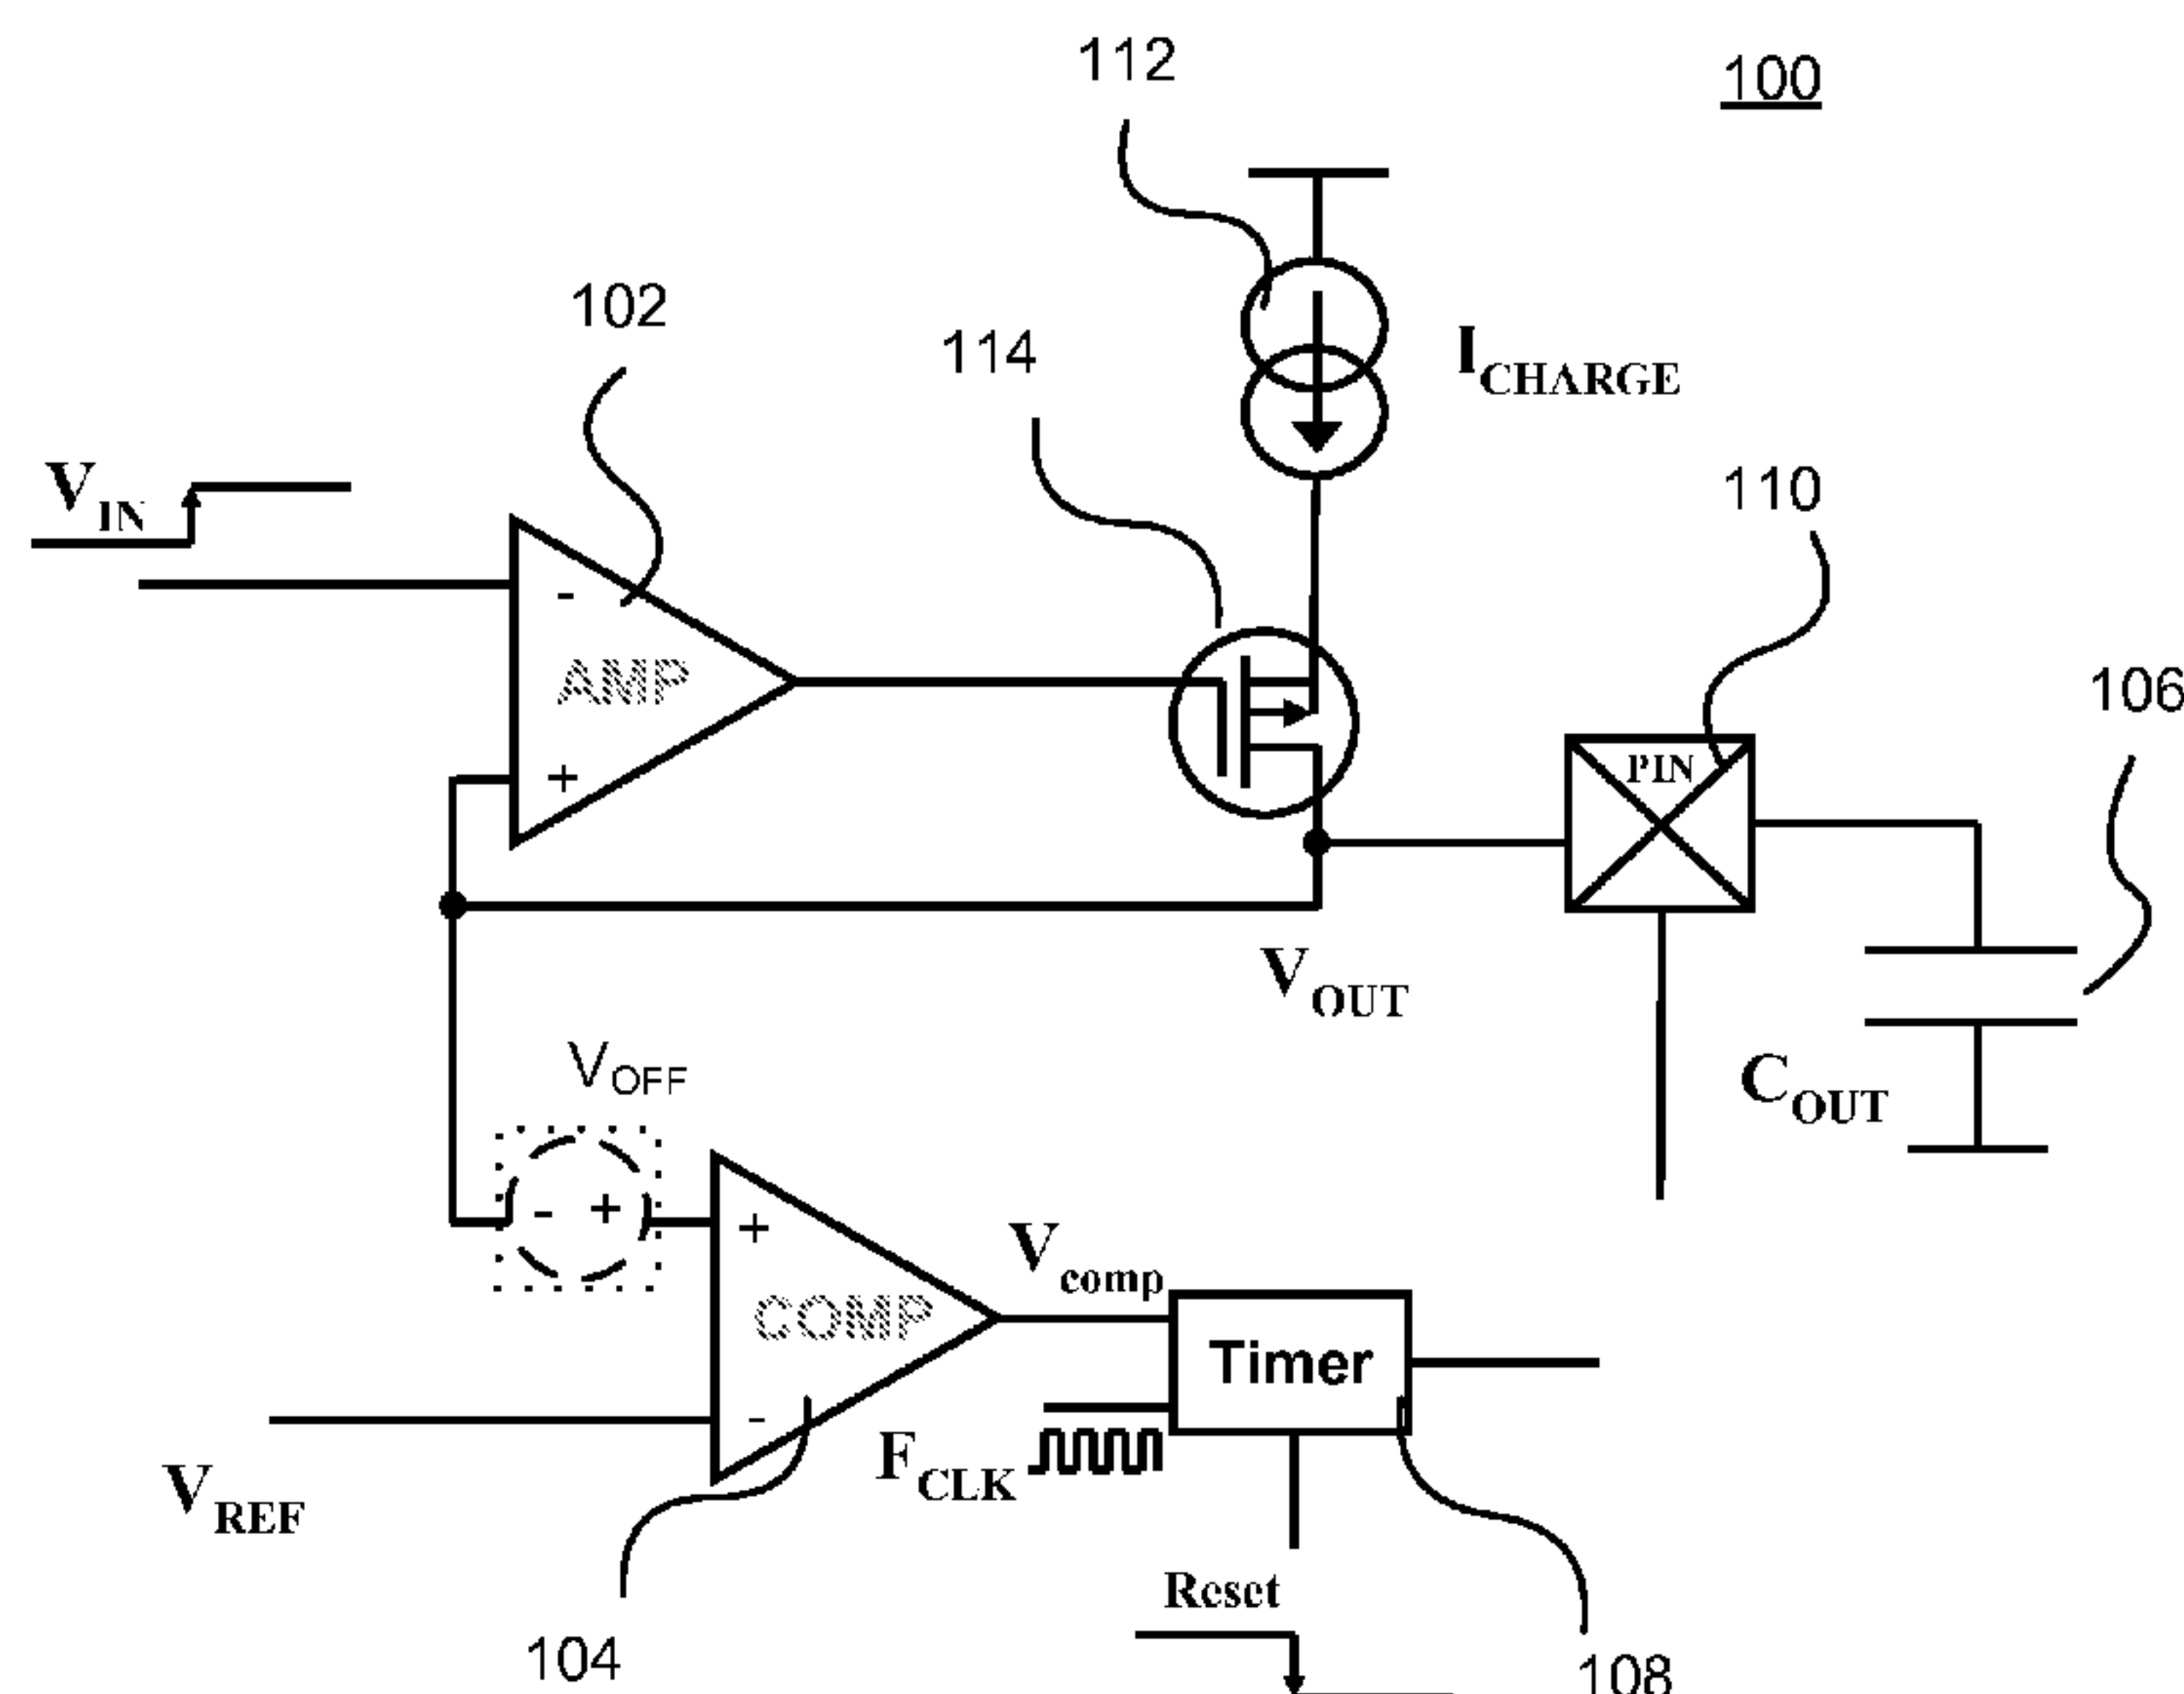 112
100
102
114
ICHARGE
VIN
110
-
AMP
PIN
106
+
VOUT
VOFF
COUT
- +
+
Vcomp
COMP
Timer
-
FCLK
VREF
Reset
104
108